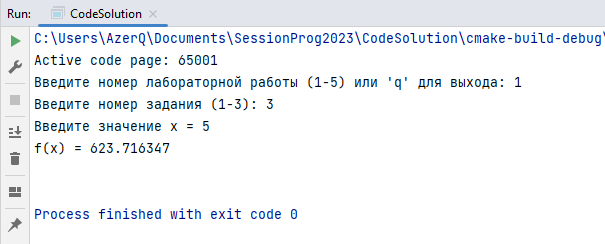 Run: CodeSolution
C:\Users\AzerQ\Documents\SessionProg2023\CodeSolution\cmake-build-debug\
Active code page: 65001
Введите номер лабораторной работы (1-5) или 'q' для выхода: 1
Введите номер задания (1-3): 3
Введите значение x = 5
f(x) = 623.716347
Process finished with exit code 0